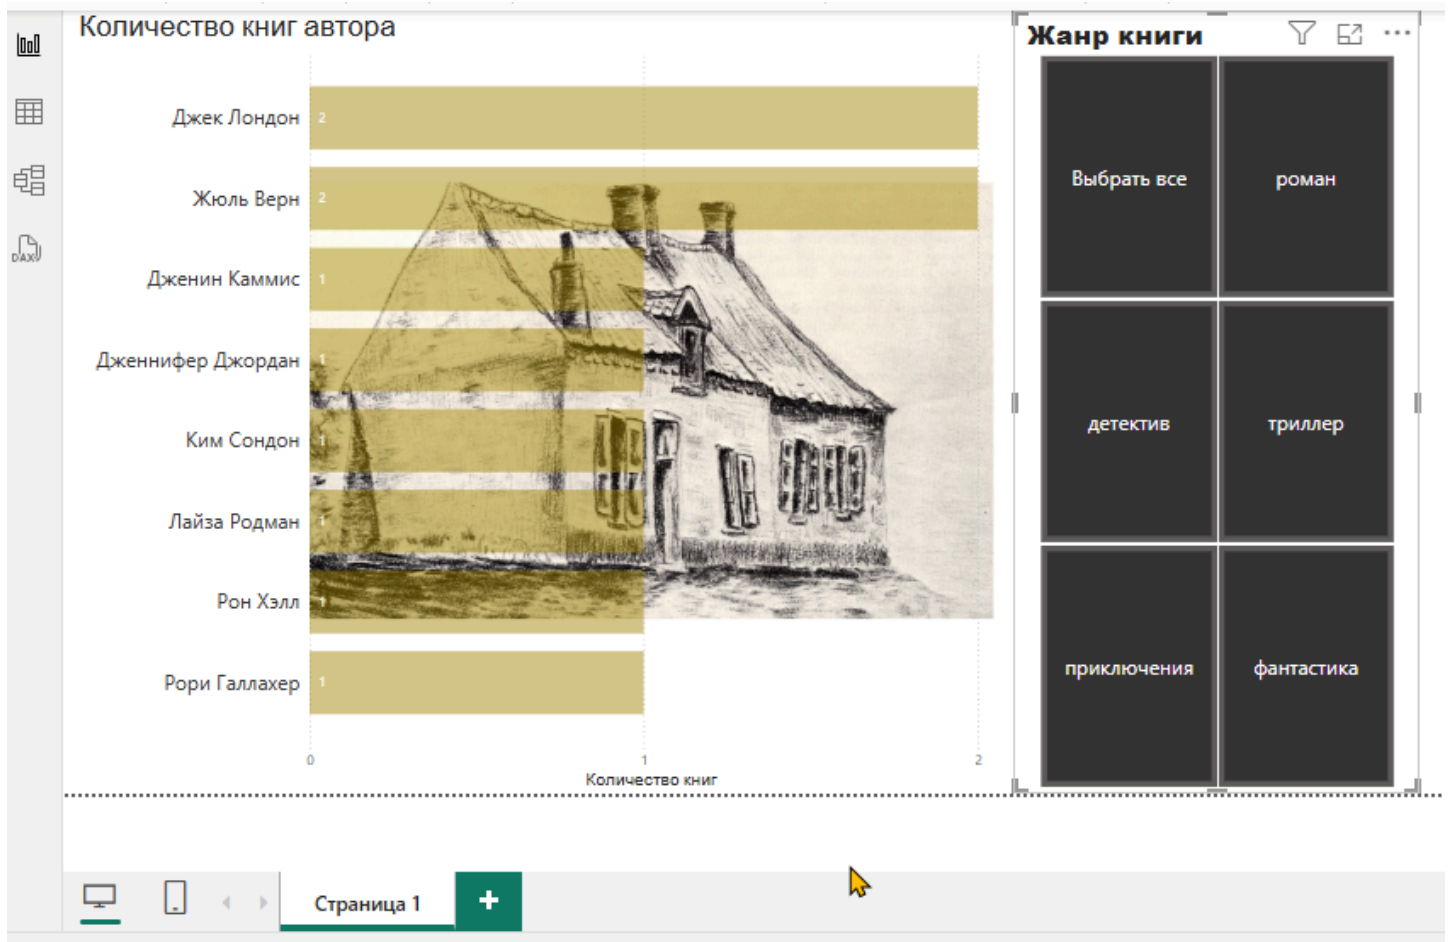 Количество книг автора
Джек Лондон 2
Жюль Верн 2
Дженин Каммис 1
Дженнифер Джордан 1
Ким Сондон 1
Лайза Родман 1
Рон Хэлл 1
Рори Галлахер 1
0 1 2
Количество книг
Жанр книги
Выбрать все роман
детектив триллер
приключения фантастика
DAX
Страница 1